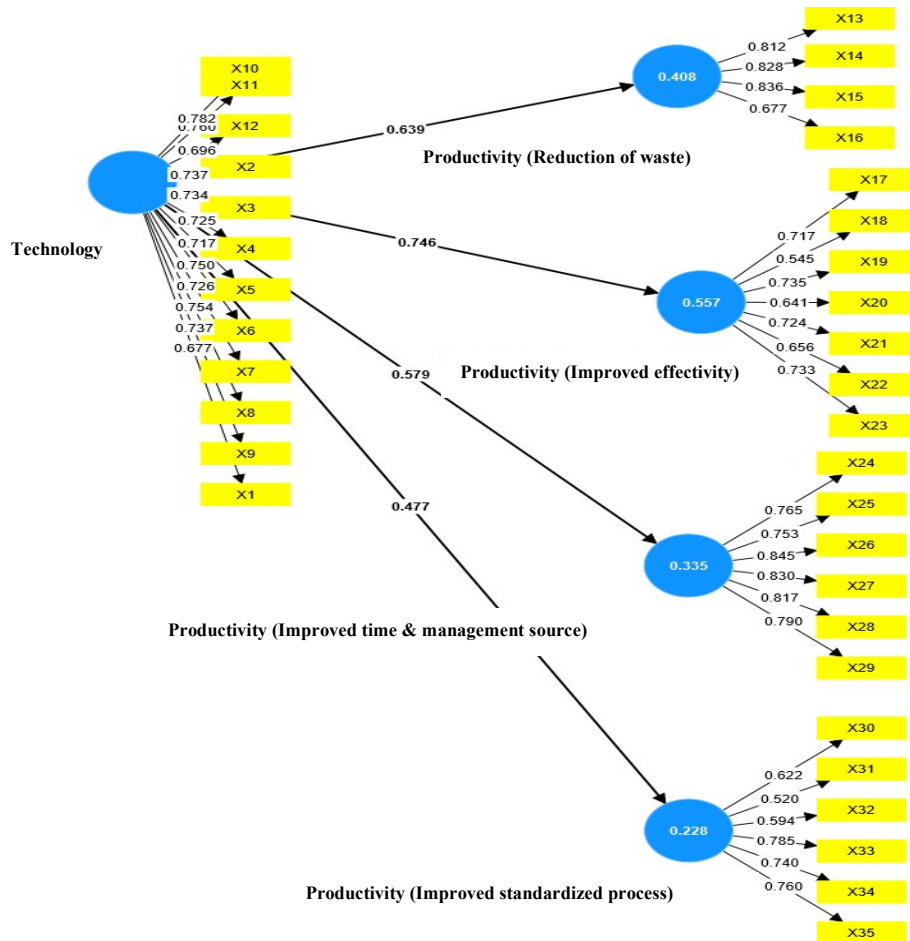 X10
X11
X12
X2
X3
X4
X5
X6
X7
X8
X9
X1
0.782
0.760
0.696
0.737
0.734
0.725
0.717
0.750
0.726
0.754
0.737
0.677
Technology
0.639
0.746
0.579
0.477
0.408
Productivity (Reduction of waste)
0.812
0.828
0.836
0.677
X13
X14
X15
X16
0.557
Productivity (Improved effectivity)
0.717
0.545
0.735
0.641
0.724
0.656
0.733
X17
X18
X19
X20
X21
X22
X23
0.335
Productivity (Improved time & management source)
0.765
0.753
0.845
0.830
0.817
0.790
X24
X25
X26
X27
X28
X29
0.228
Productivity (Improved standardized process)
0.622
0.520
0.594
0.785
0.740
0.760
X30
X31
X32
X33
X34
X35